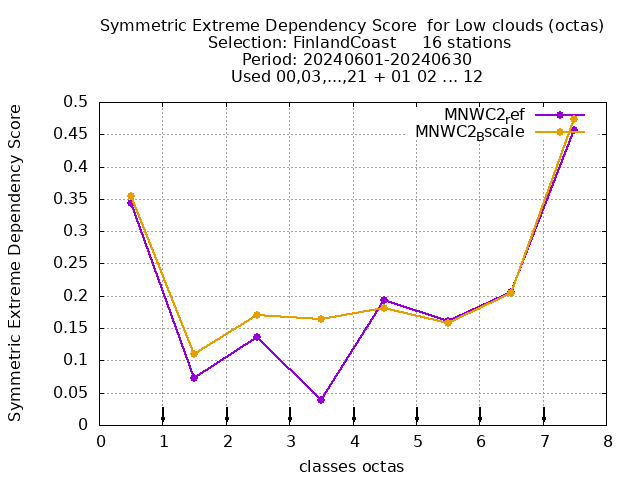 Symmetric Extreme Dependency Score  for Low clouds (octas)
Selection: FinlandCoast     16 stations
Period: 20240601-20240630
Used 00,03,...,21 + 01 02 ... 12
MNWC2ref
MNWC2Bscale
Symmetric Extreme Dependency Score
0.5
0.45
0.4
0.35
0.3
0.25
0.2
0.15
0.1
0.05
0
0 1 2 3 4 5 6 7 8
classes octas